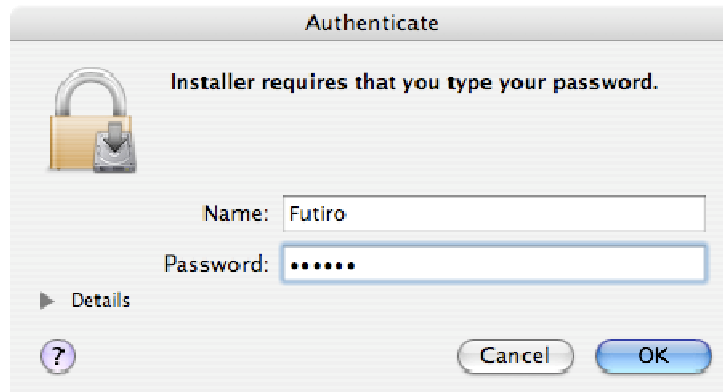 Authenticate
Installer requires that you type your password.
Name: Futiro
Password: ••••••
Details
? Cancel OK